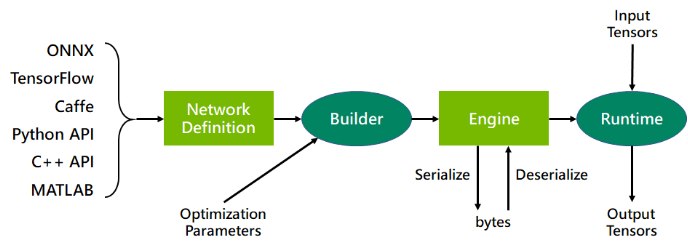 ONNX
TensorFlow
Caffe
Python API
C++ API
MATLAB
Network
Definition
Optimization
Parameters
Builder
Engine
Serialize
Deserialize
bytes
Input
Tensors
Runtime
Output
Tensors